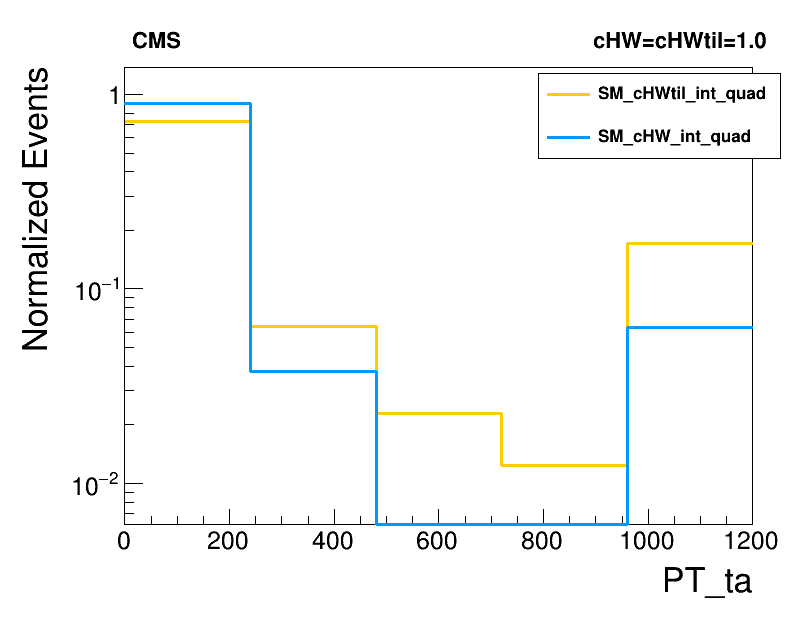 CMS
cHW=cHWtil=1.0
Normalized Events
1
10⁻¹
10⁻²
SM_cHWtil_int_quad
SM_cHW_int_quad
0 200 400 600 800 1000 1200
PT_ta